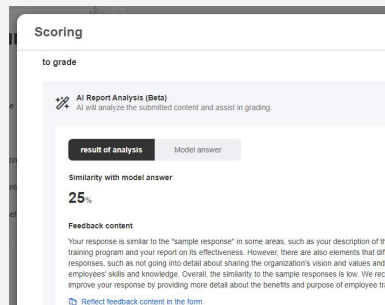 Scoring
to grade
AI Report Analysis (Beta)
AI will analyze the submitted content and assist in grading.
result of analysis Model answer
Similarity with model answer
25%
Feedback content
Your response is similar to the "sample response" in some areas, such as your description of th
training program and your report on its effectiveness. However, there are also elements that dif
responses, such as not going into detail about sharing the organization's vision and values and
employees' skills and knowledge. Overall, the similarity to the sample responses is low. We rec
improve your response by providing more detail about the benefits and purpose of employee tra
Reflect feedback content in the form